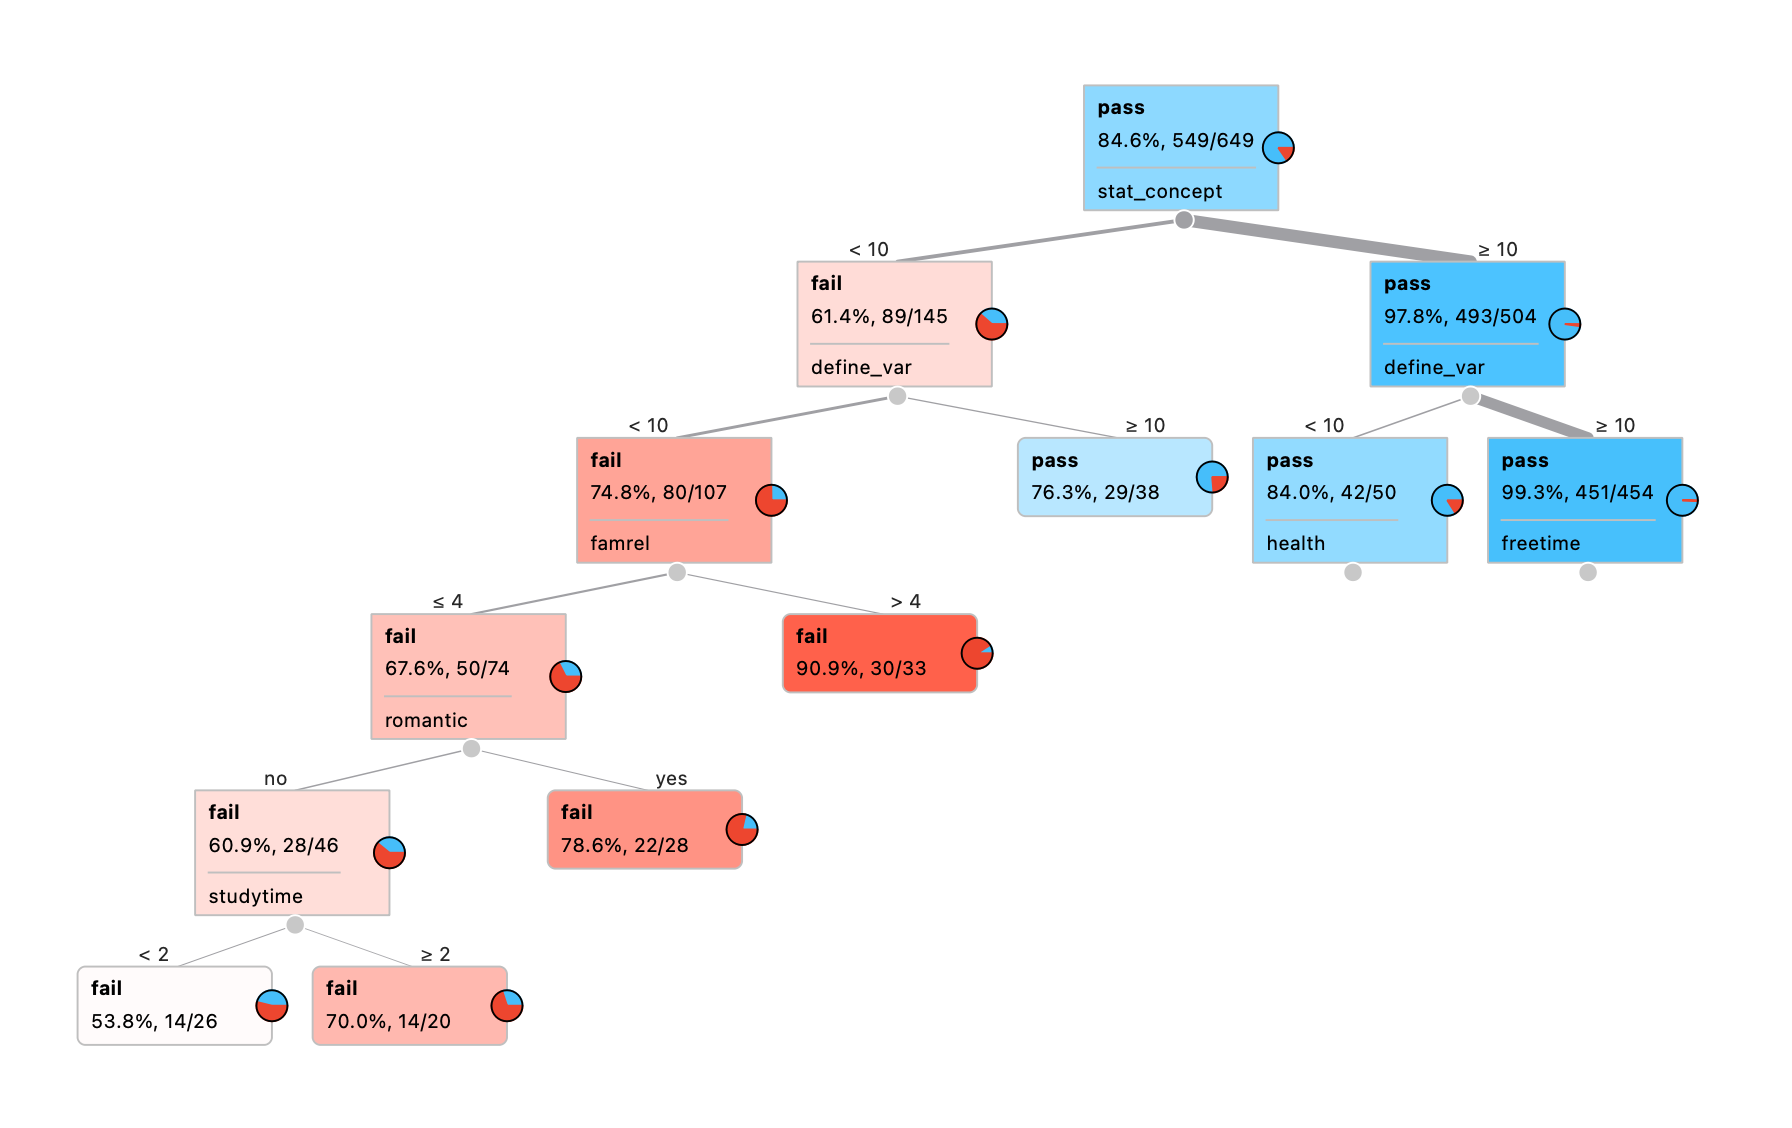 pass
84.6%, 549/649
stat_concept
< 10
≥ 10
fail
61.4%, 89/145
define_var
pass
97.8%, 493/504
define_var
< 10
≥ 10
< 10
≥ 10
fail
74.8%, 80/107
famrel
pass
76.3%, 29/38
pass
84.0%, 42/50
health
pass
99.3%, 451/454
freetime
≤ 4
> 4
fail
67.6%, 50/74
romantic
fail
90.9%, 30/33
no
yes
fail
60.9%, 28/46
studytime
fail
78.6%, 22/28
< 2
≥ 2
fail
53.8%, 14/26
fail
70.0%, 14/20